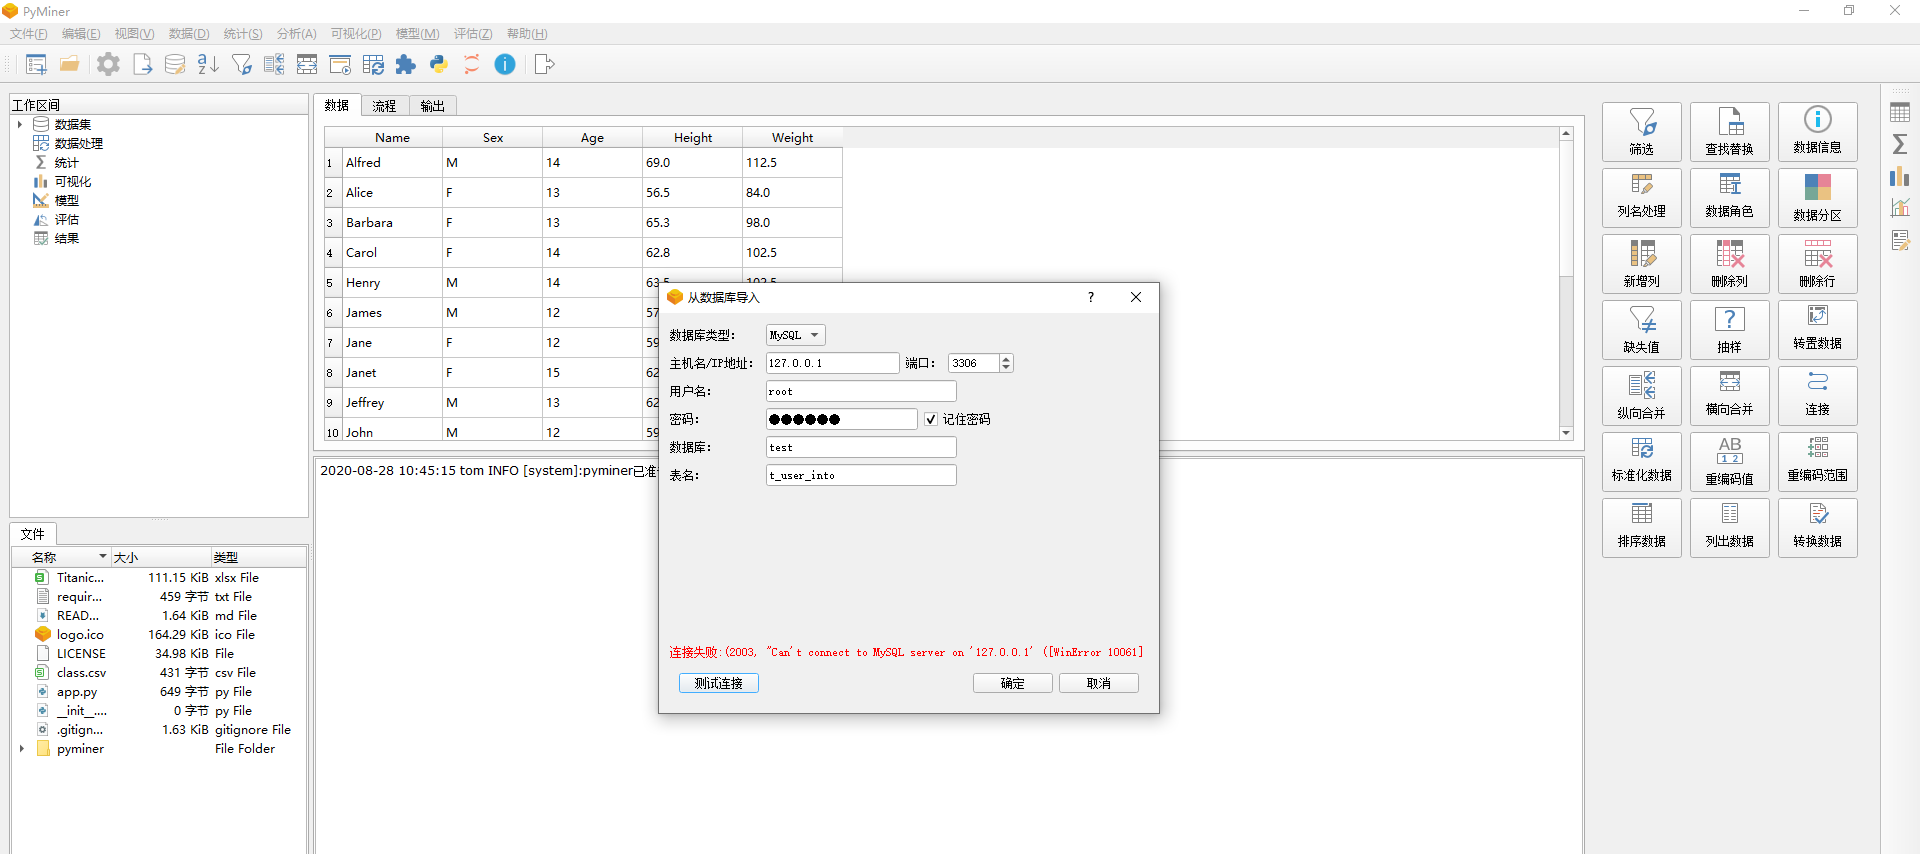 PyMiner
文件(F) 编辑(E) 视图(V) 数据(D) 统计(S) 分析(A) 可视化(P) 模型(M) 评估(Z) 帮助(H)
工作区间
数据集
数据处理
统计
可视化
模型
评估
结果
文件
名称 大小 类型
Titanic... 111.15 KiB xlsx File
requir... 459 字节 txt File
READ... 1.64 KiB md File
logo.ico 164.29 KiB ico File
LICENSE 34.98 KiB File
class.csv 431 字节 csv File
app.py 649 字节 py File
__init__.... 0 字节 py File
.gitign... 1.63 KiB gitignore File
pyminer File Folder
数据 流程 输出
Name Sex Age Height Weight
1 Alfred M 14 69.0 112.5
2 Alice F 13 56.5 84.0
3 Barbara F 13 65.3 98.0
4 Carol F 14 62.8 102.5
5 Henry M 14 63.5 102.5
6 James M 12 57
7 Jane F 12 59
8 Janet F 15 62
9 Jeffrey M 13 62
10 John M 12 59
2020-08-28 10:45:15 tom INFO [system]:pyminer已准
从数据库导入 ?
数据库类型: MySQL
主机名/IP地址: 127.0.0.1 端口: 3306
用户名: root
密码: ●●●●●● 记住密码
数据库: test
表名: t_user_into
连接失败:(2003, "Can't connect to MySQL server on '127.0.0.1' ([WinError 10061]
测试连接 确定 取消
筛选 查找替换 数据信息
列名处理 数据角色 数据分区
新增列 删除列 删除行
缺失值 抽样 转置数据
纵向合并 横向合并 连接
标准化数据 重编码值 重编码范围
排序数据 列出数据 转换数据